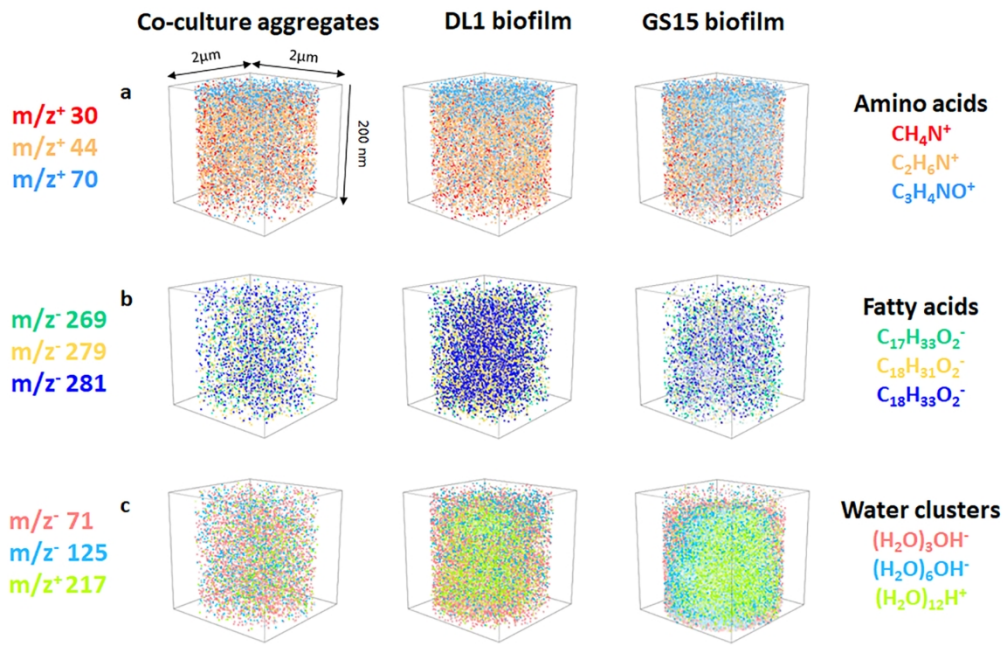 Co-culture aggregates DL1 biofilm GS15 biofilm
2μm 2μm
200 nm
a
m/z⁺ 30
m/z⁺ 44
m/z⁺ 70
Amino acids
CH₄N⁺
C₂H₆N⁺
C₃H₄NO⁺
b
m/z⁻ 269
m/z⁻ 279
m/z⁻ 281
Fatty acids
C₁₇H₃₃O₂⁻
C₁₈H₃₁O₂⁻
C₁₈H₃₃O₂⁻
c
m/z⁻ 71
m/z⁻ 125
m/z⁺ 217
Water clusters
(H₂O)₃OH⁻
(H₂O)₆OH⁻
(H₂O)₁₂H⁺